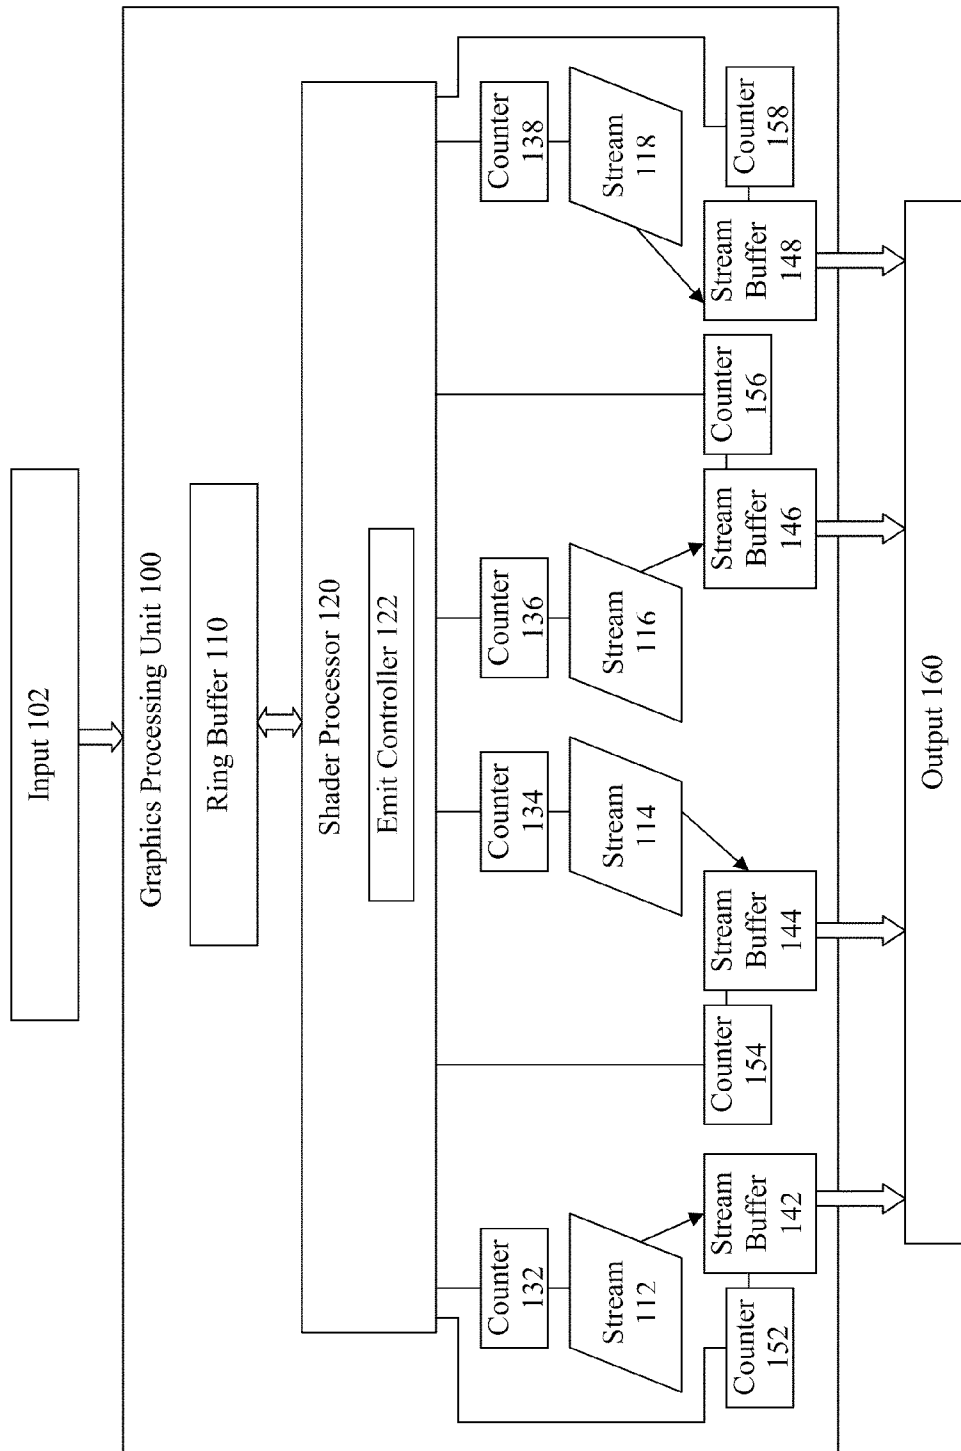 Input 102
Graphics Processing Unit 100
Ring Buffer 110
Shader Processor 120
Emit Controller 122
Counter
132
Counter
134
Counter
136
Counter
138
Stream
112
Stream
114
Stream
116
Stream
118
Counter
152
Stream
Buffer
142
Counter
154
Stream
Buffer
144
Stream
Buffer
146
Counter
156
Stream
Buffer
148
Counter
158
Output 160